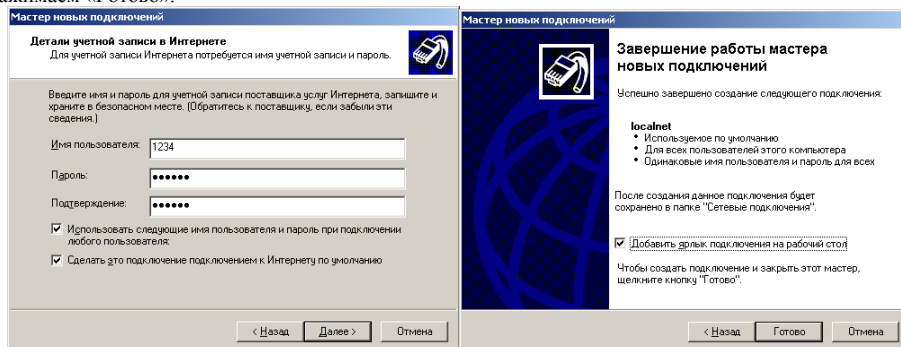 Мастер новых подключений
Детали учетной записи в Интернете
Для учетной записи Интернета потребуется имя учетной записи и пароль.
Введите имя и пароль для учетной записи поставщика услуг Интернета, запишите и
храните в безопасном месте. (Обратитесь к поставщику, если забыли эти
сведения.)
Имя пользователя: 1234
Пароль: ••••••
Подтверждение: ••••••
Использовать следующие имя пользователя и пароль при подключении
любого пользователя:
Сделать это подключение подключением к Интернету по умолчанию
< Назад Далее > Отмена
Мастер новых подключений
Завершение работы мастера
новых подключений
Успешно завершено создание следующего подключения:
localnet
• Используемое по умолчанию
• Для всех пользователей этого компьютера
• Одинаковые имя пользователя и пароль для всех
После создания данное подключения будет
сохранено в папке "Сетевые подключения".
Добавить ярлык подключения на рабочий стол
Чтобы создать подключение и закрыть этот мастер,
щелкните кнопку "Готово".
< Назад Готово Отмена